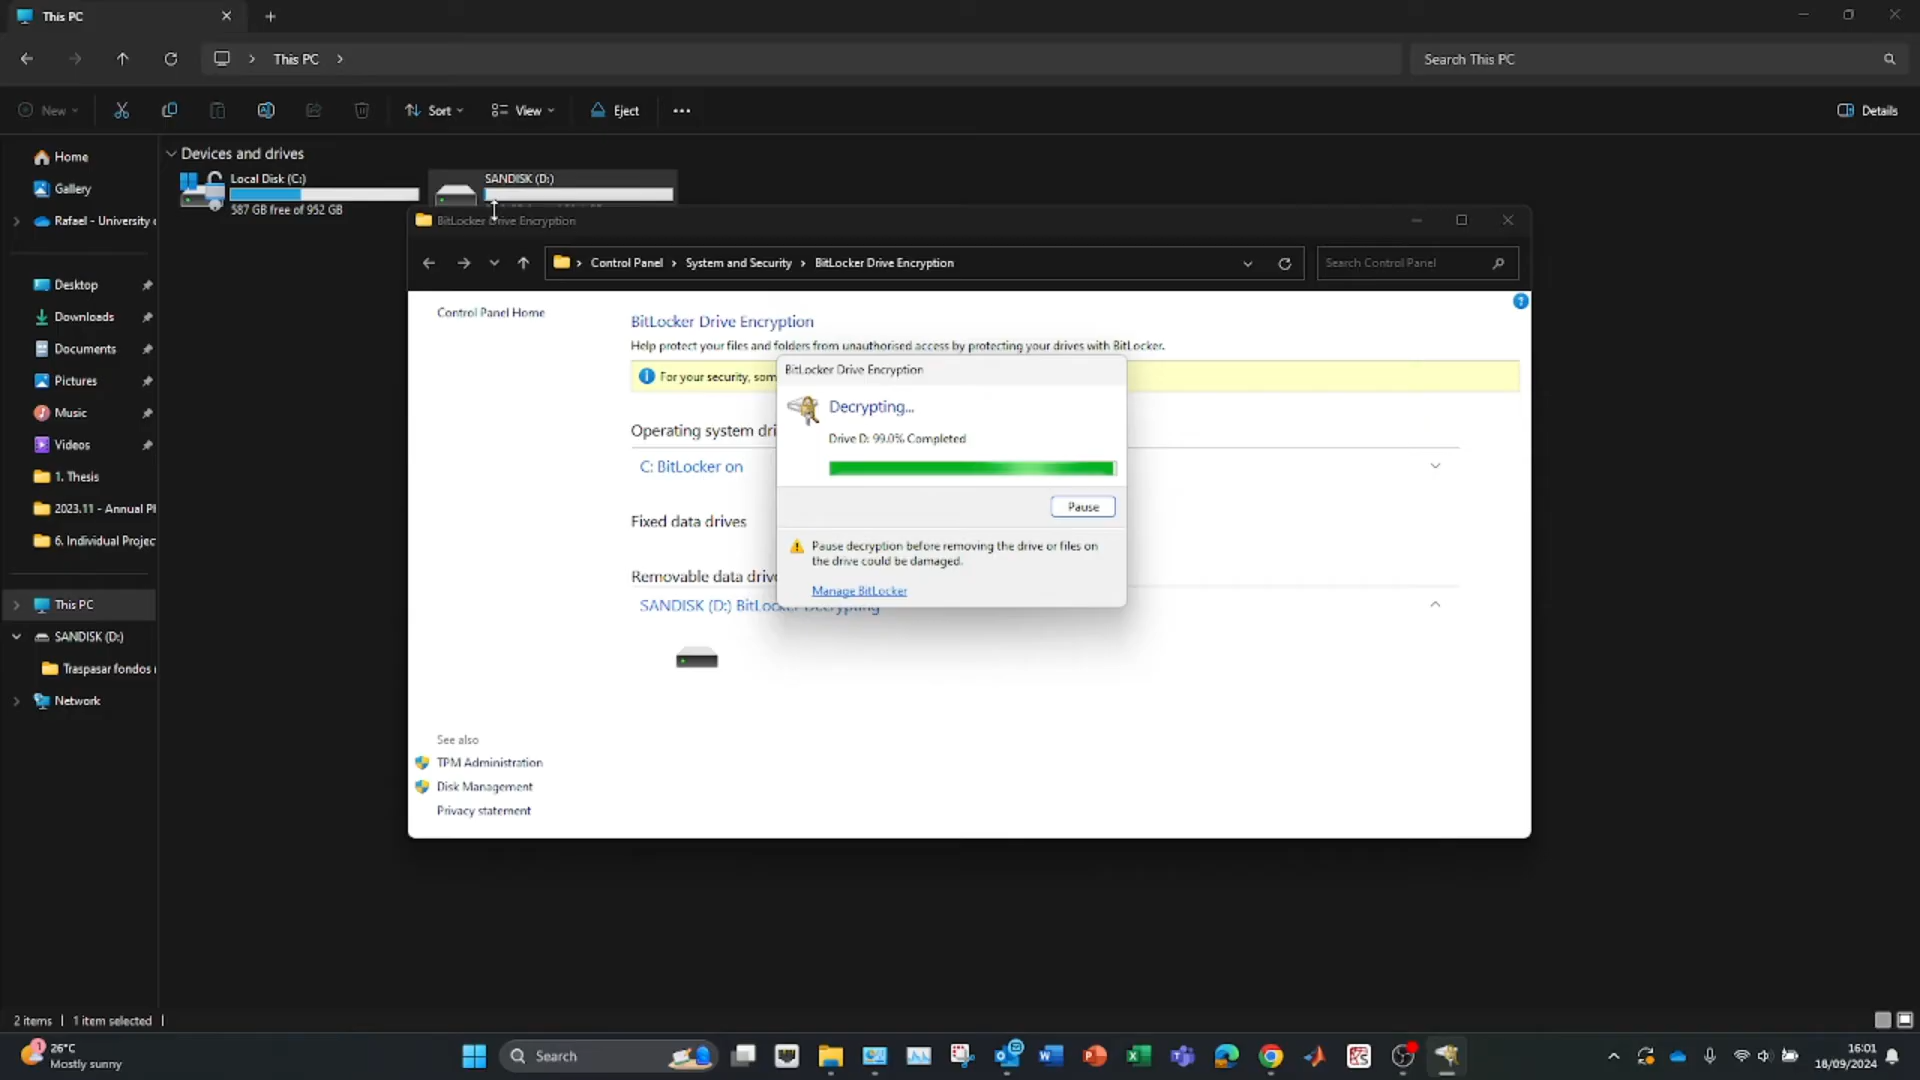 This PC
This PC
Search This PC
New
Sort
View
Eject
Details
Home
Gallery
Rafael - University
Desktop
Downloads
Documents
Pictures
Music
Videos
1. Thesis
2023.11 - Annual
6. Individual Projec
This PC
SANDISK (D:)
Traspasar fondos
Network
Devices and drives
Local Disk (C:)
587 GB free of 952 GB
SANDISK (D:)
BitLocker Drive Encryption
Control Panel
System and Security
BitLocker Drive Encryption
Search Control Panel
Control Panel Home
BitLocker Drive Encryption
Help protect your files and folders from unauthorised access by protecting your drives with BitLocker.
For your security, som
Operating system dri
C: BitLocker on
Fixed data drives
Removable data drive
SANDISK (D:) BitLocker Decrypting
BitLocker Drive Encryption
Decrypting...
Drive D: 99.0% Completed
Pause
Pause decryption before removing the drive or files on
the drive could be damaged.
Manage BitLocker
See also
TPM Administration
Disk Management
Privacy statement
2 items
1 item selected
26°C
Mostly sunny
Search
16:01
18/09/2024